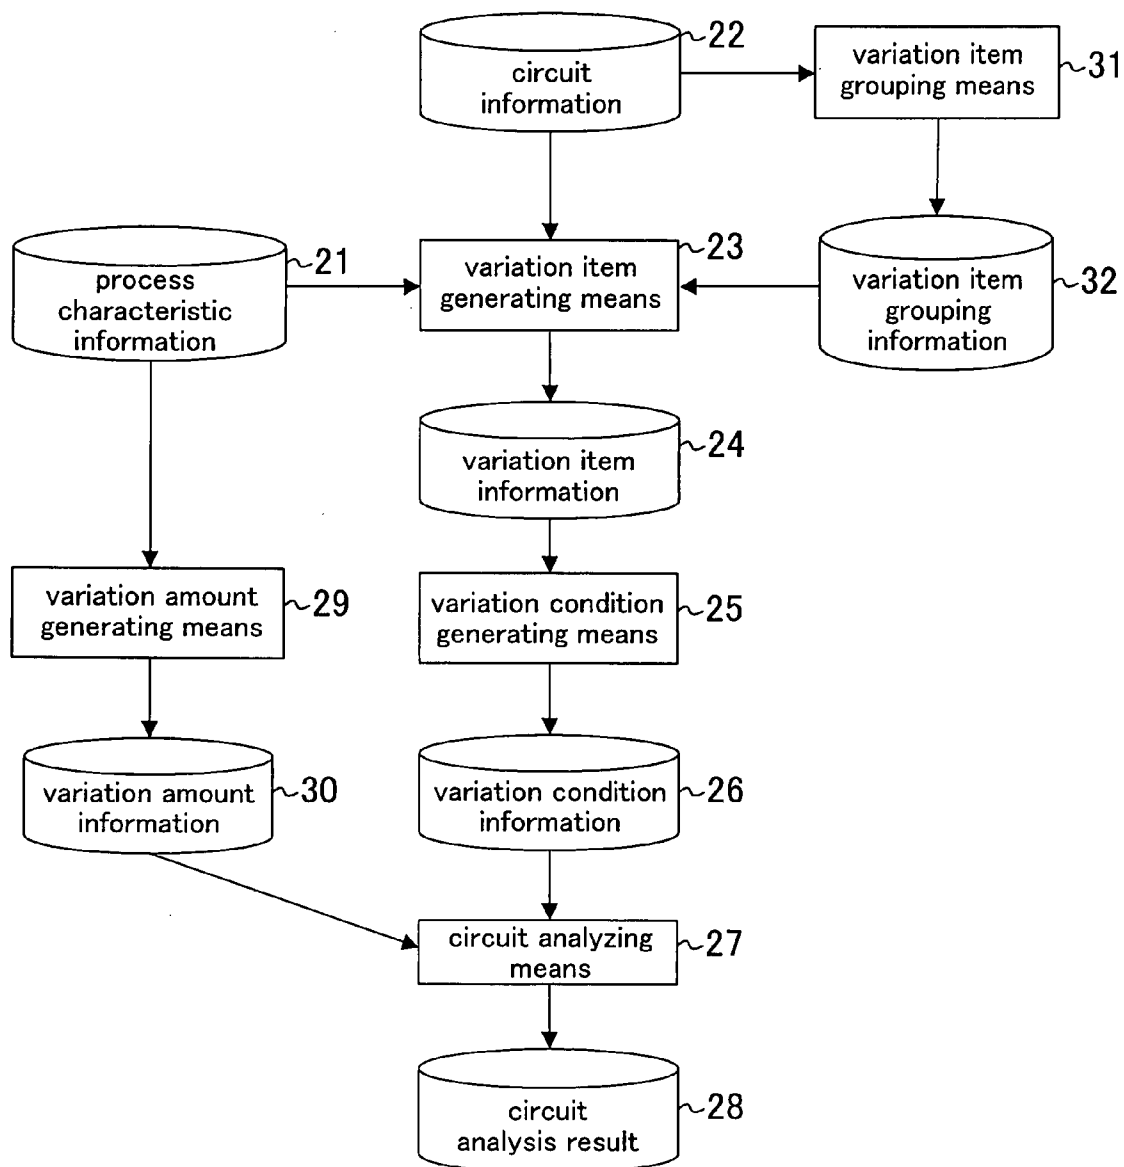 circuit
information
22
variation item
grouping means
31
process
characteristic
information
21
variation item
generating means
23
variation item
grouping
information
32
variation item
information
24
variation amount
generating means
29
variation condition
generating means
25
variation amount
information
30
variation condition
information
26
circuit analyzing
means
27
circuit
analysis result
28